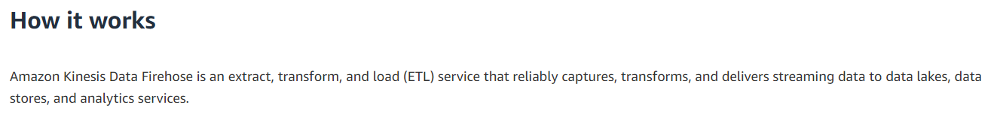 How it works
Amazon Kinesis Data Firehose is an extract, transform, and load (ETL) service that reliably captures, transforms, and delivers streaming data to data lakes, data
stores, and analytics services.